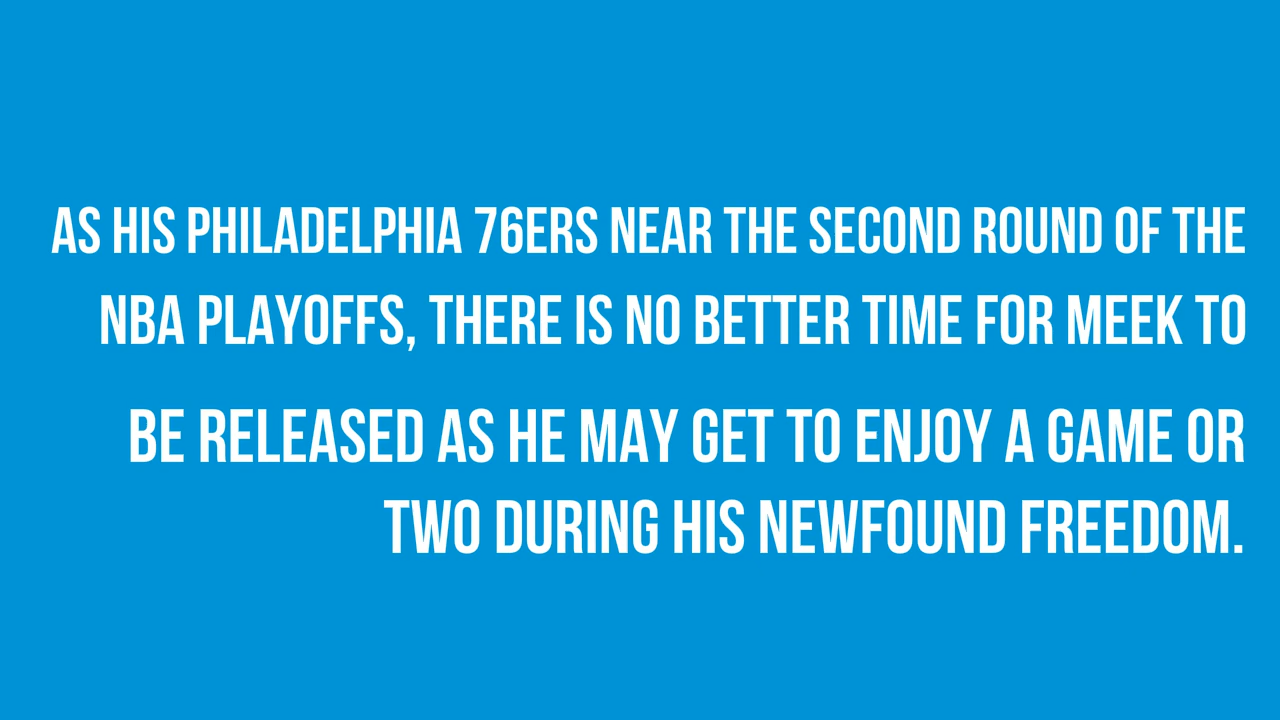 AS HIS PHILADELPHIA 76ERS NEAR THE SECOND ROUND OF THE
NBA PLAYOFFS, THERE IS NO BETTER TIME FOR MEEK TO
BE RELEASED AS HE MAY GET TO ENJOY A GAME OR
TWO DURING HIS NEWFOUND FREEDOM.